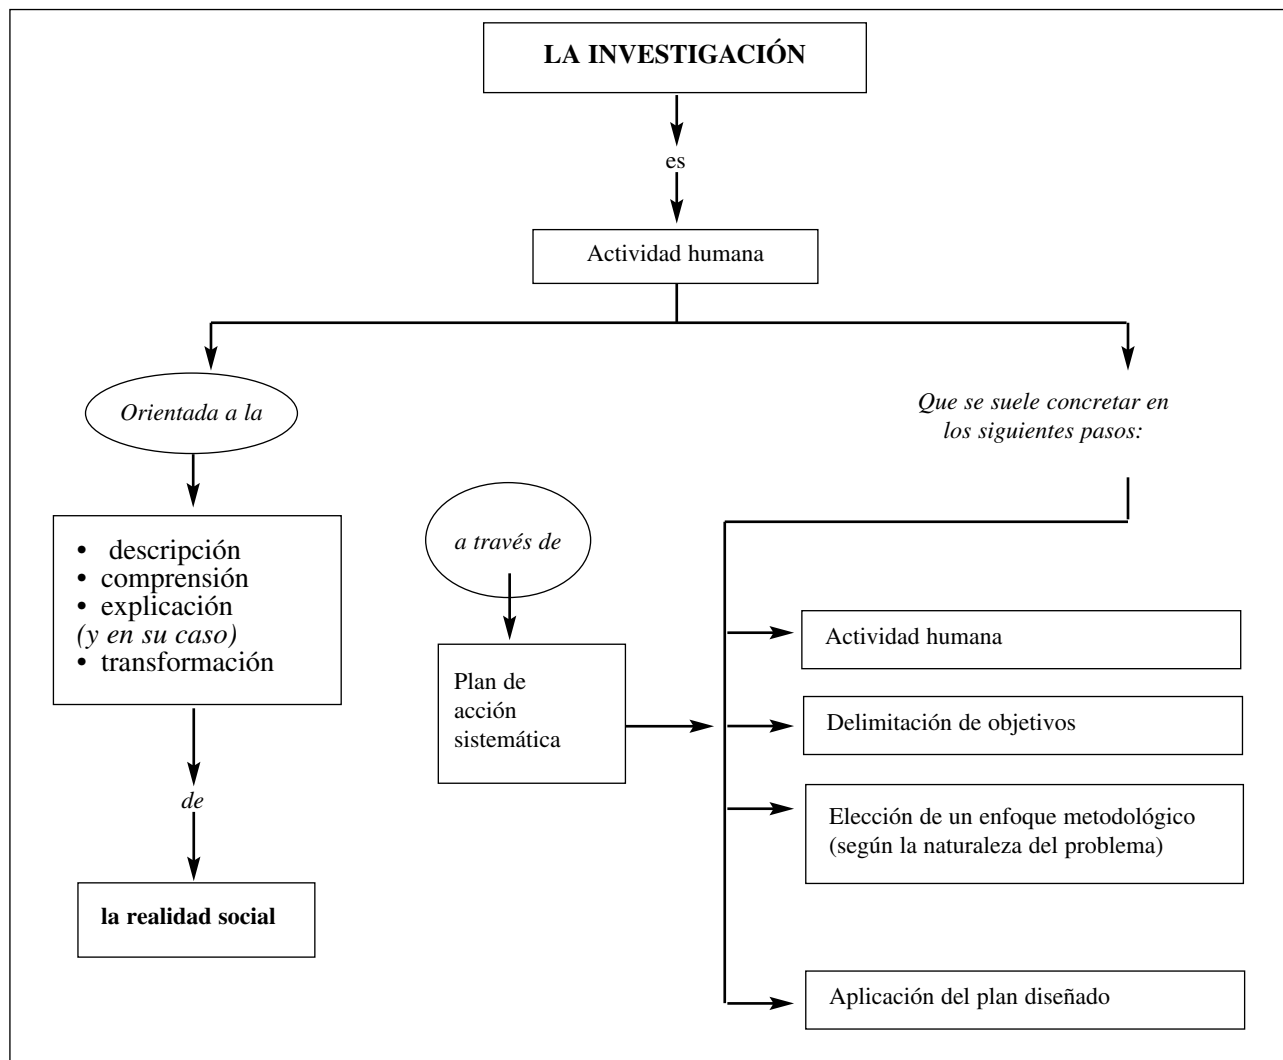 LA INVESTIGACIÓN
es
Actividad humana
Orientada a la
• descripción
• comprensión
• explicación
(y en su caso)
• transformación
de
la realidad social
a través de
Plan de
acción
sistemática
Que se suele concretar en
los siguientes pasos:
Actividad humana
Delimitación de objetivos
Elección de un enfoque metodológico
(según la naturaleza del problema)
Aplicación del plan diseñado